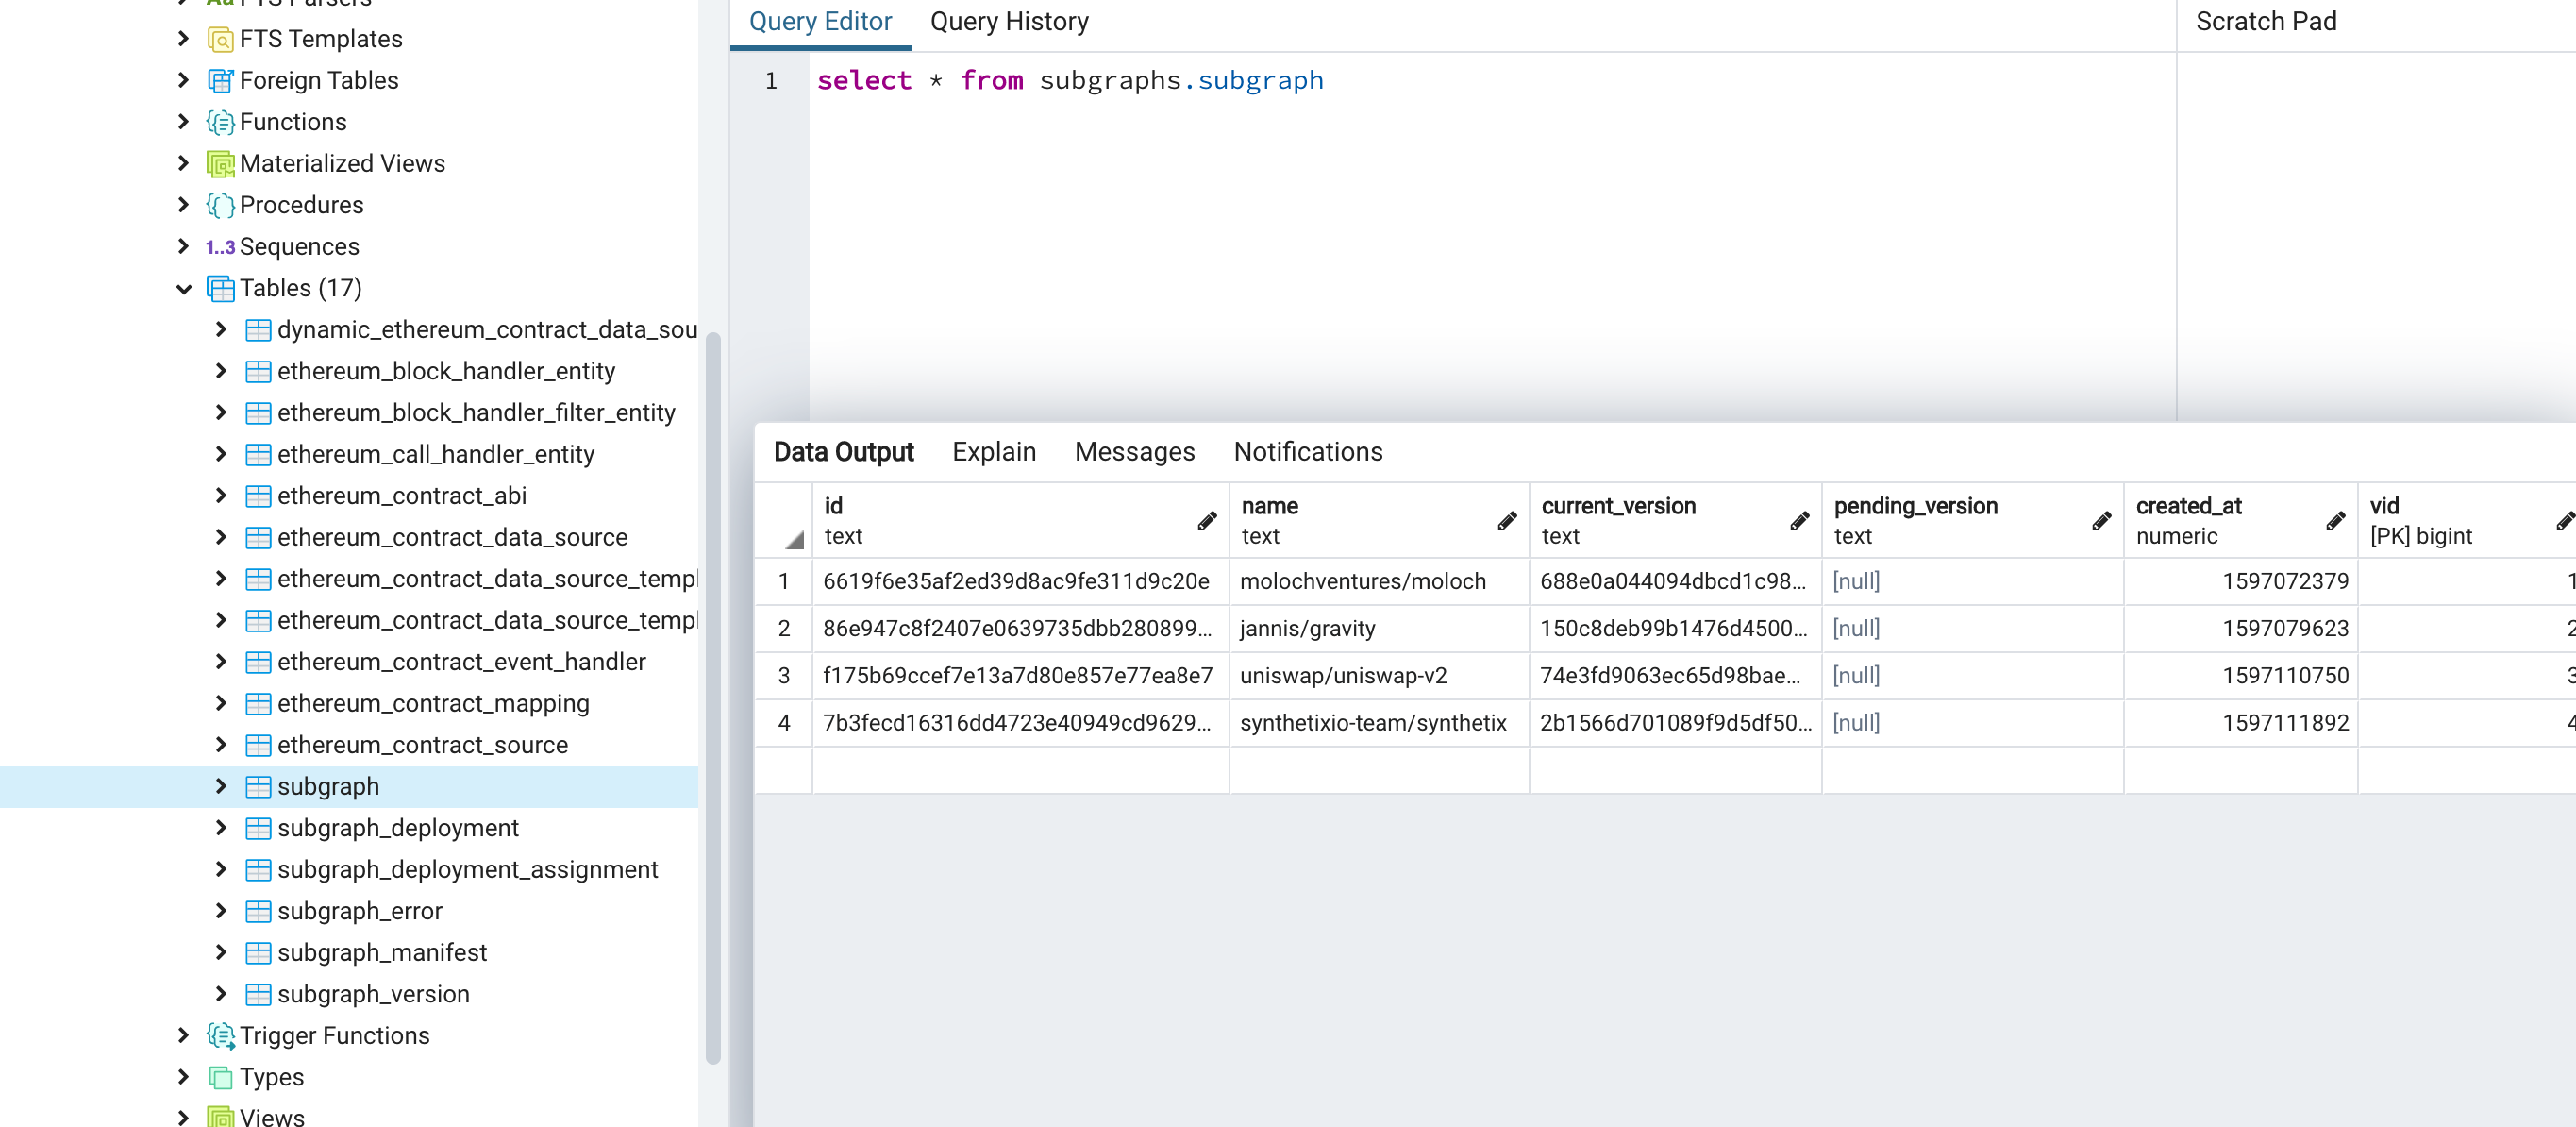 FTS Parsers
FTS Templates
Foreign Tables
Functions
Materialized Views
Procedures
1..3 Sequences
Tables (17)
dynamic_ethereum_contract_data_sou
ethereum_block_handler_entity
ethereum_block_handler_filter_entity
ethereum_call_handler_entity
ethereum_contract_abi
ethereum_contract_data_source
ethereum_contract_data_source_templ
ethereum_contract_data_source_templ
ethereum_contract_event_handler
ethereum_contract_mapping
ethereum_contract_source
subgraph
subgraph_deployment
subgraph_deployment_assignment
subgraph_error
subgraph_manifest
subgraph_version
Trigger Functions
Types
Views
Query Editor Query History Scratch Pad
1 select * from subgraphs.subgraph
Data Output Explain Messages Notifications
id name current_version pending_version created_at vid
text text text text numeric [PK] bigint
1 6619f6e35af2ed39d8ac9fe311d9c20e molochventures/moloch 688e0a044094dbcd1c98... [null] 1597072379 1
2 86e947c8f2407e0639735dbb280899... jannis/gravity 150c8deb99b1476d4500... [null] 1597079623 2
3 f175b69ccef7e13a7d80e857e77ea8e7 uniswap/uniswap-v2 74e3fd9063ec65d98bae... [null] 1597110750 3
4 7b3fecd16316dd4723e40949cd9629... synthetixio-team/synthetix 2b1566d701089f9d5df50... [null] 1597111892 4